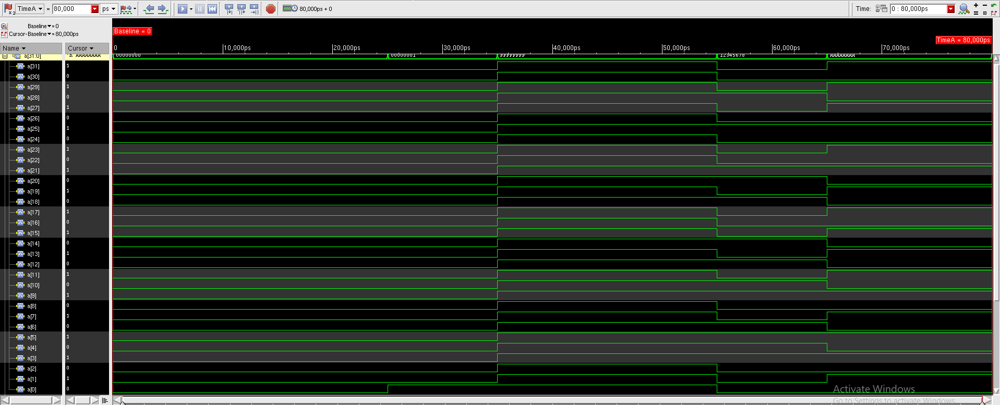 TimeA = 80,000 ps 80,000ps + 0 Time: 0 : 80,000ps
Baseline = 0
Cursor-Baseline = 80,000ps
Baseline = 0
TimeA = 80,000ps
Name Cursor 0 10,000ps 20,000ps 30,000ps 40,000ps 50,000ps 60,000ps 70,000ps
a[31:0] 'h AAAAAAAA 00000000 00000001 FFFFFFFF 12345678 AAAAAAAA
a[31] 1
a[30] 0
a[29] 1
a[28] 0
a[27] 1
a[26] 0
a[25] 1
a[24] 0
a[23] 1
a[22] 0
a[21] 1
a[20] 0
a[19] 1
a[18] 0
a[17] 1
a[16] 0
a[15] 1
a[14] 0
a[13] 1
a[12] 0
a[11] 1
a[10] 0
a[9] 1
a[8] 0
a[7] 1
a[6] 0
a[5] 1
a[4] 0
a[3] 1
a[2] 0
a[1] 1
a[0] 0
Activate Windows
Go to Settings to activate Windows.